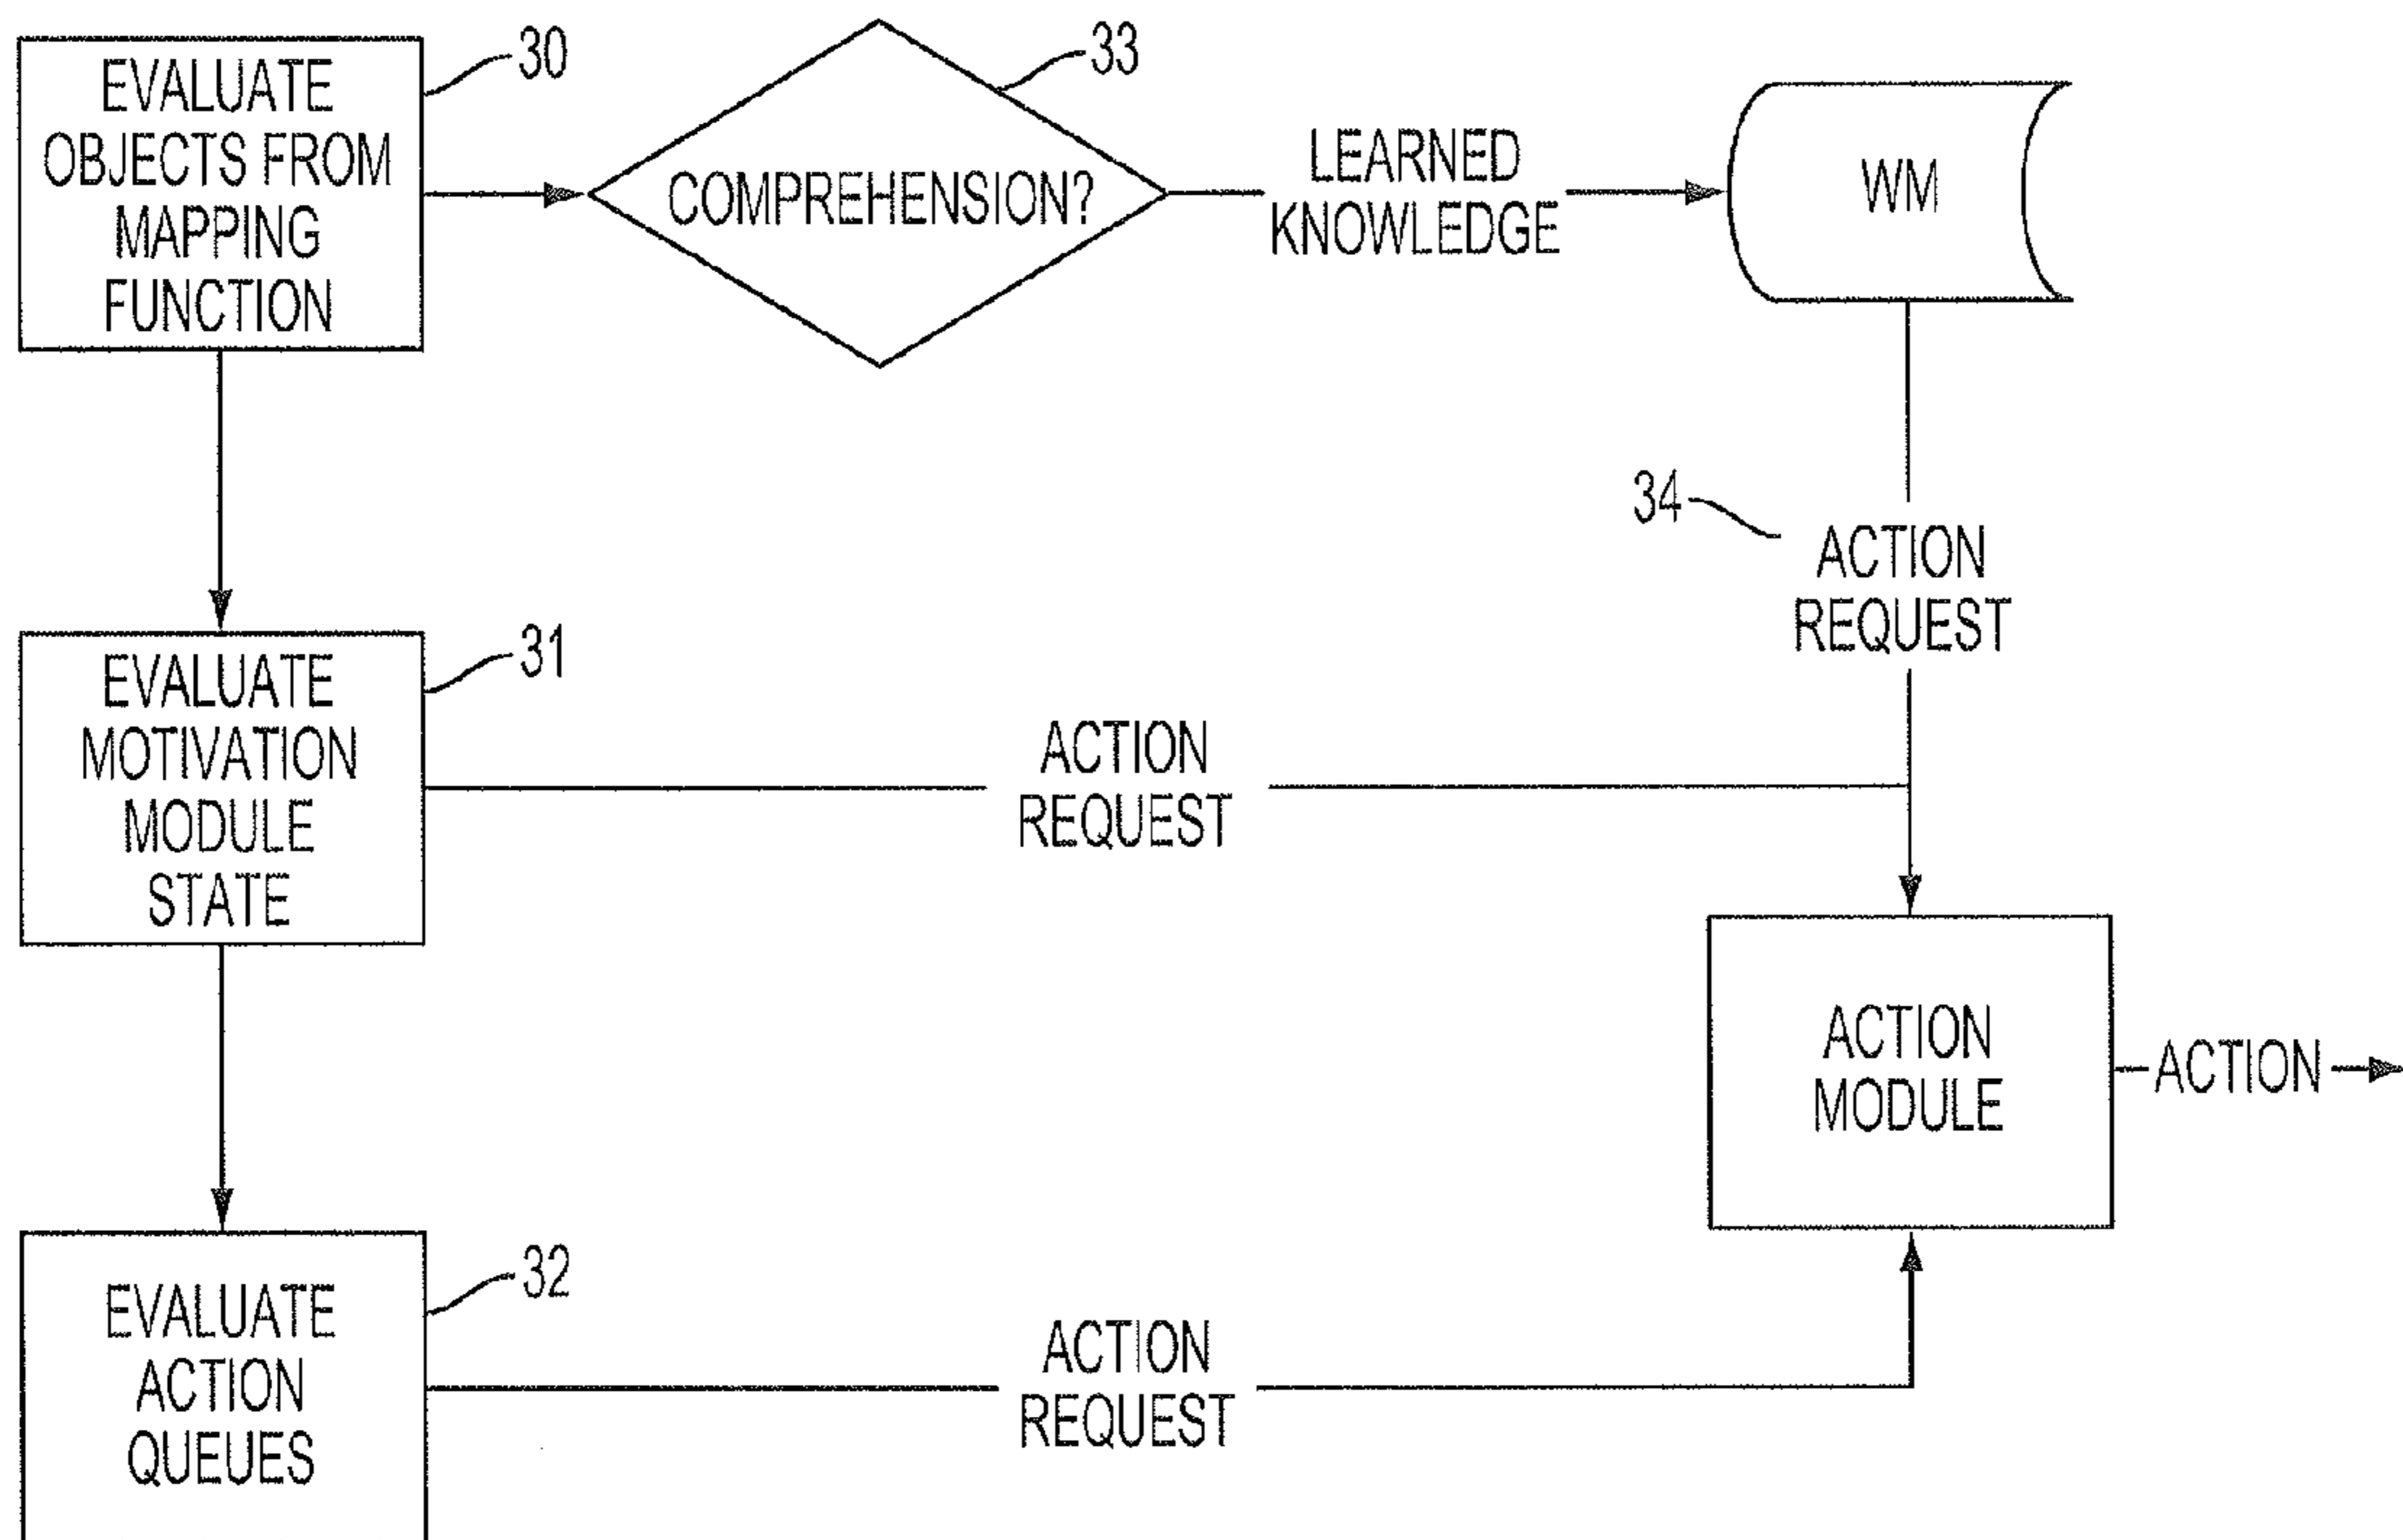 EVALUATE
OBJECTS FROM
MAPPING
FUNCTION
30
COMPREHENSION?
33
LEARNED
KNOWLEDGE
WM
34
ACTION
REQUEST
EVALUATE
MOTIVATION
MODULE
STATE
31
ACTION
REQUEST
ACTION
MODULE
ACTION
EVALUATE
ACTION
QUEUES
32
ACTION
REQUEST